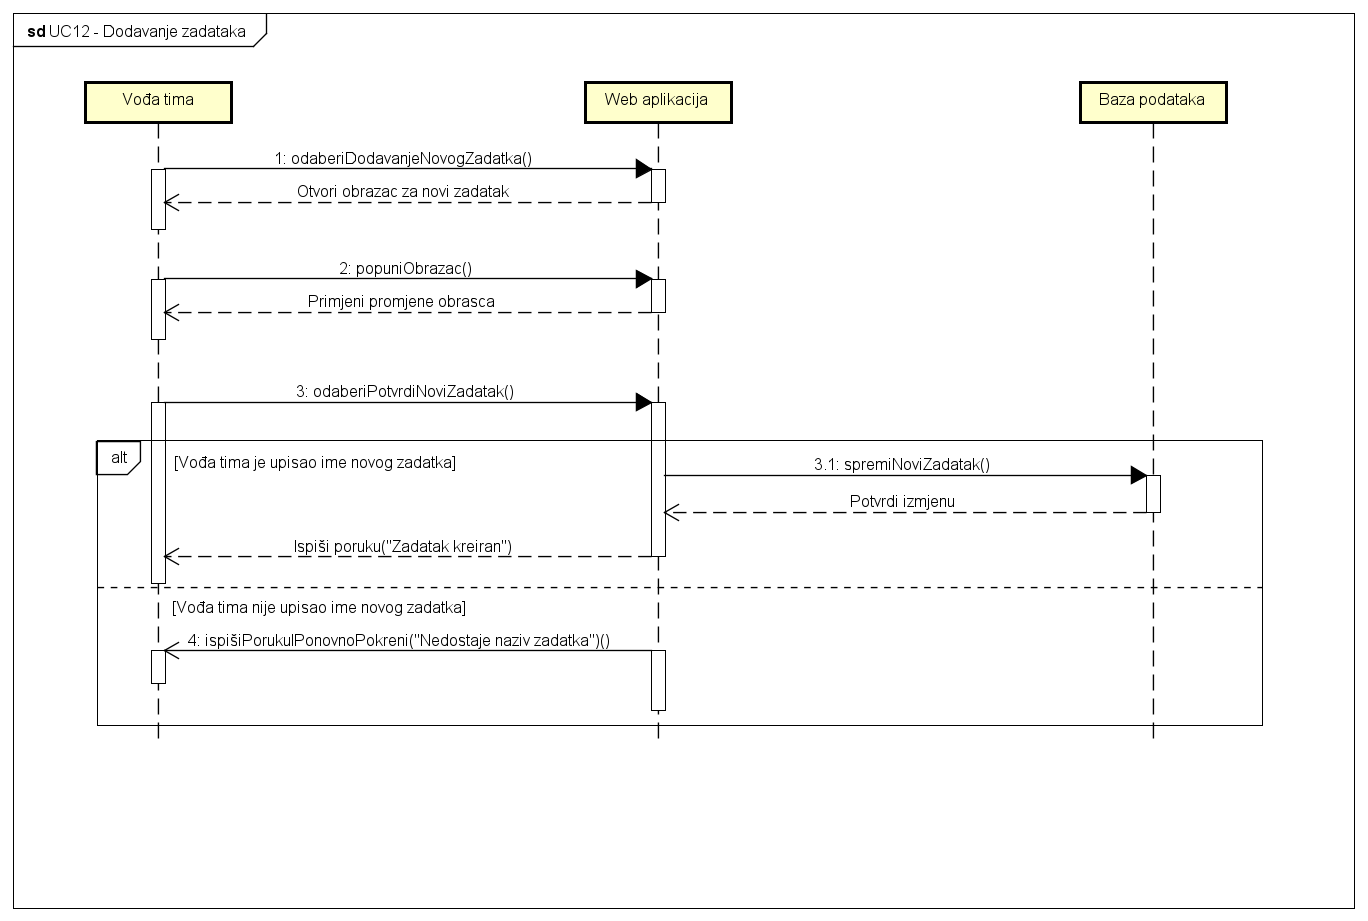 sd UC12 - Dodavanje zadataka
Vođa tima
Web aplikacija
Baza podataka
1: odaberiDodavanjeNovogZadatka()
Otvori obrazac za novi zadatak
2: popuniObrazac()
Primjeni promjene obrasca
3: odaberiPotvrdiNoviZadatak()
alt
[Vođa tima je upisao ime novog zadatka]
3.1: spremiNoviZadatak()
Potvrdi izmjenu
Ispiši poruku("Zadatak kreiran")
[Vođa tima nije upisao ime novog zadatka]
4: ispišiPorukuIPonovnoPokreni("Nedostaje naziv zadatka")()